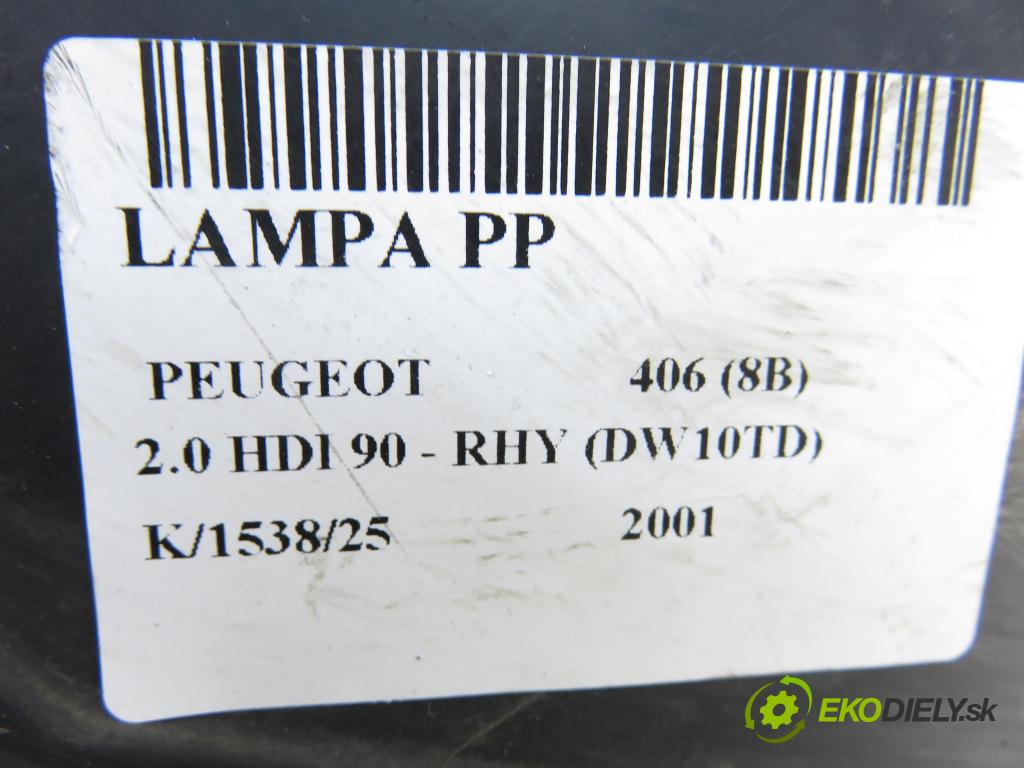 LAMPA PP
PEUGEOT 406 (8B)
2.0 HDI 90 - RHY (DW10TD)
K/1538/25 2001
EKODIELY.sk